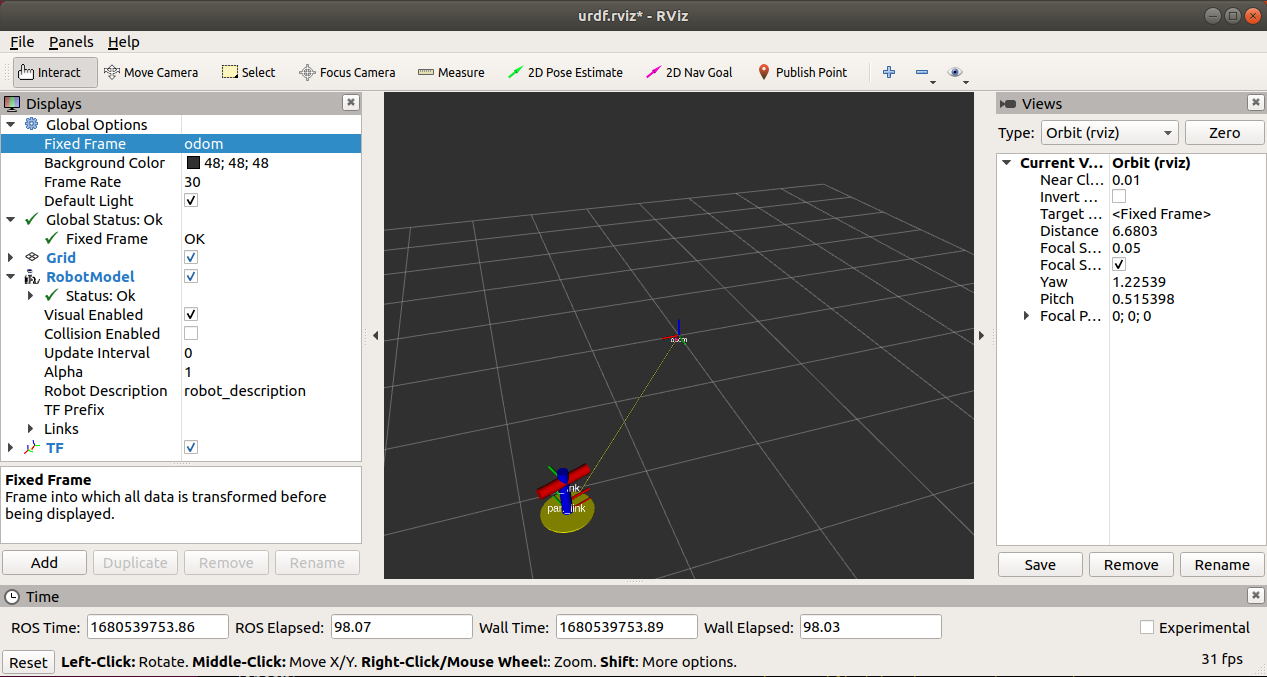 urdf.rviz* - RViz
File Panels Help
Interact Move Camera Select Focus Camera Measure 2D Pose Estimate 2D Nav Goal Publish Point
Displays
Global Options
Fixed Frame odom
Background Color 48; 48; 48
Frame Rate 30
Default Light
Global Status: Ok
Fixed Frame OK
Grid
RobotModel
Status: Ok
Visual Enabled
Collision Enabled
Update Interval 0
Alpha 1
Robot Description robot_description
TF Prefix
Links
TF
Fixed Frame
Frame into which all data is transformed before
being displayed.
Add Duplicate Remove Rename
odom
Views
Type: Orbit (rviz) Zero
Current V... Orbit (rviz)
Near Cl... 0.01
Invert ...
Target ... <Fixed Frame>
Distance 6.6803
Focal S... 0.05
Focal S...
Yaw 1.22539
Pitch 0.515398
Focal P... 0; 0; 0
Save Remove Rename
Time
ROS Time: 1680539753.86 ROS Elapsed: 98.07 Wall Time: 1680539753.89 Wall Elapsed: 98.03 Experimental
Reset Left-Click: Rotate. Middle-Click: Move X/Y. Right-Click/Mouse Wheel:: Zoom. Shift: More options. 31 fps